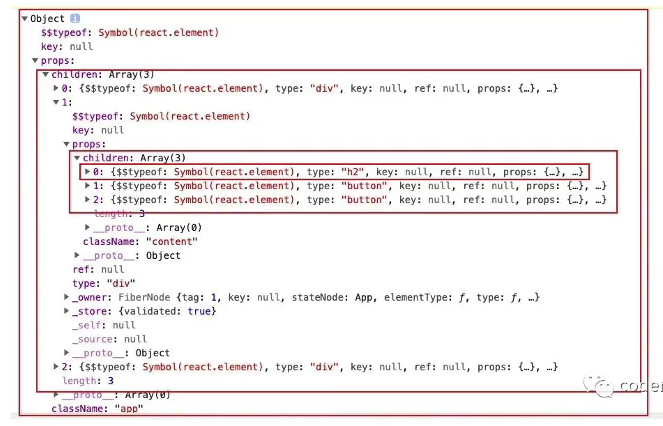 Object i
$$typeof: Symbol(react.element)
key: null
props:
children: Array(3)
0: {$$typeof: Symbol(react.element), type: "div", key: null, ref: null, props: {…}, …}
1:
$$typeof: Symbol(react.element)
key: null
props:
children: Array(3)
0: {$$typeof: Symbol(react.element), type: "h2", key: null, ref: null, props: {…}, …}
1: {$$typeof: Symbol(react.element), type: "button", key: null, ref: null, props: {…}, …}
2: {$$typeof: Symbol(react.element), type: "button", key: null, ref: null, props: {…}, …}
length: 3
__proto__: Array(0)
className: "content"
__proto__: Object
ref: null
type: "div"
_owner: FiberNode {tag: 1, key: null, stateNode: App, elementType: ƒ, type: ƒ, …}
_store: {validated: true}
_self: null
_source: null
__proto__: Object
2: {$$typeof: Symbol(react.element), type: "div", key: null, ref: null, props: {…}, …}
length: 3
__proto__: Array(0)
className: "app"